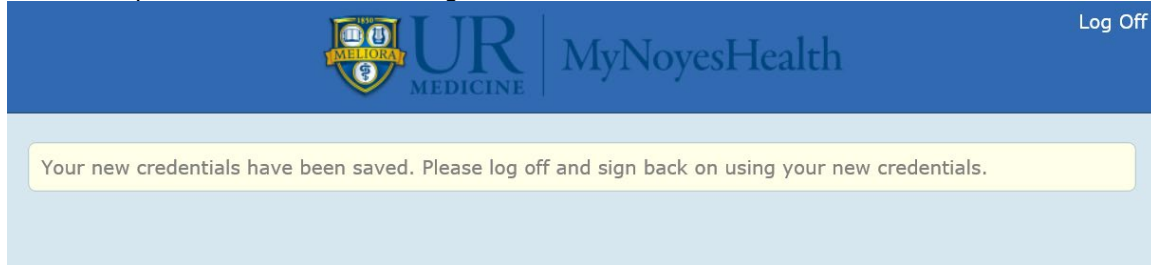 Log Off
1850
MELIORA
UR
MEDICINE
MyNoyesHealth
Your new credentials have been saved. Please log off and sign back on using your new credentials.